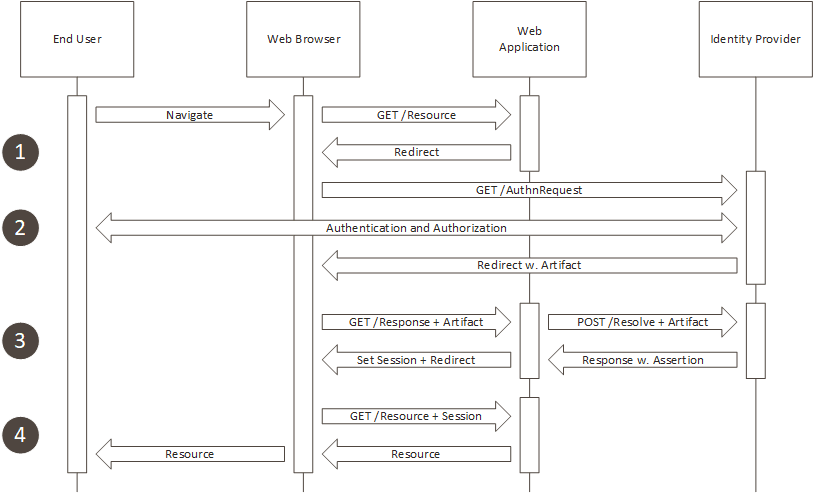 End User
Web Browser
Web
Application
Identity Provider
Navigate
GET /Resource
1
Redirect
GET /AuthnRequest
2
Authentication and Authorization
Redirect w. Artifact
GET /Response + Artifact
POST /Resolve + Artifact
3
Set Session + Redirect
Response w. Assertion
GET /Resource + Session
4
Resource
Resource